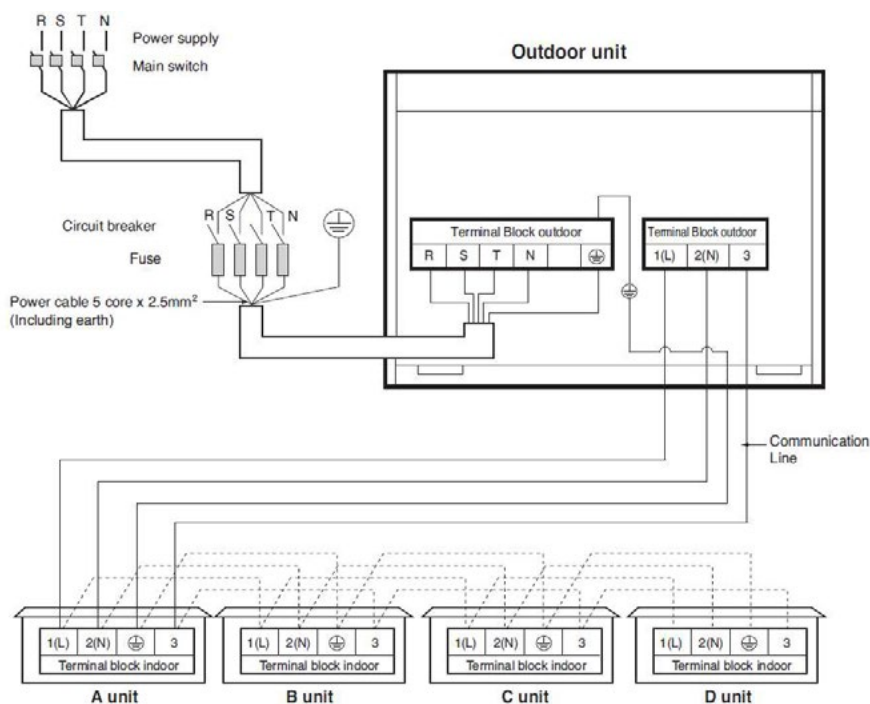 R S T N
Power supply
Main switch
Outdoor unit
R S T N
Circuit breaker
Fuse
Power cable 5 core x 2.5mm²
(Including earth)
Terminal Block outdoor
R S T N
Terminal Block outdoor
1(L) 2(N) 3
Communication
Line
1(L) 2(N) 3
Terminal block indoor
A unit
1(L) 2(N) 3
Terminal block indoor
B unit
1(L) 2(N) 3
Terminal block indoor
C unit
1(L) 2(N) 3
Terminal block indoor
D unit